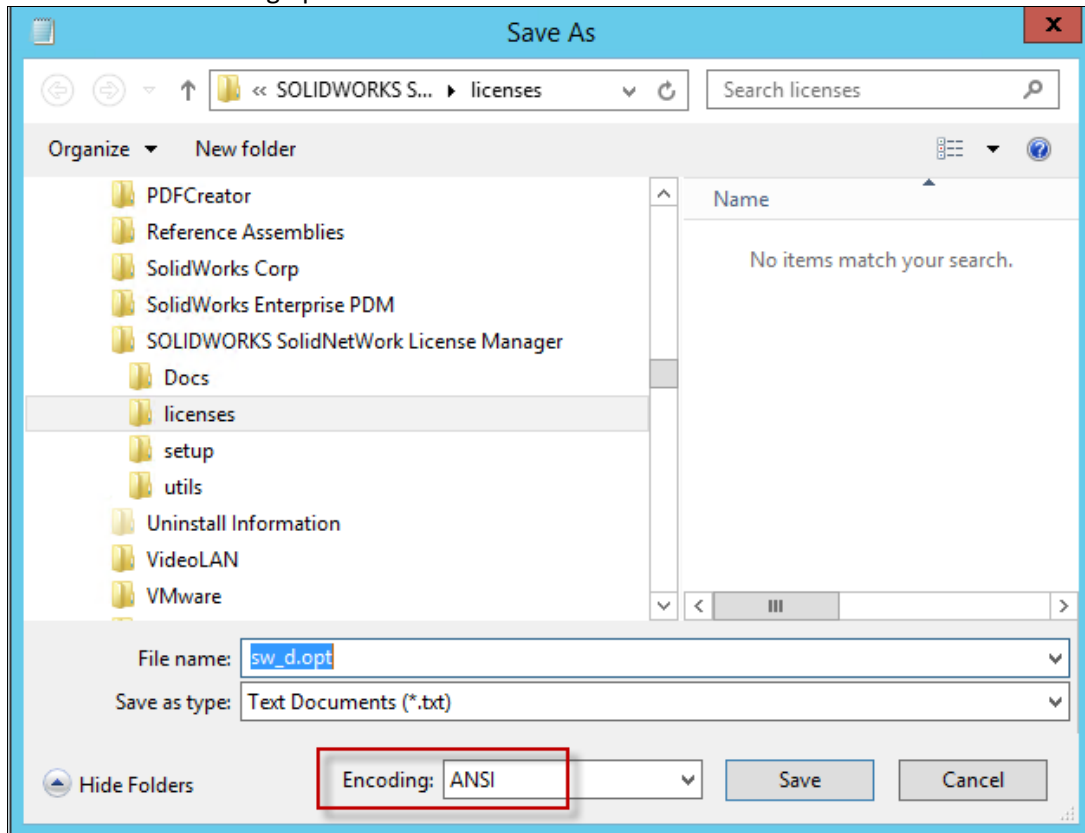 Save As
x
« SOLIDWORKS S... licenses
Search licenses
Organize
New folder
PDFCreator
Reference Assemblies
SolidWorks Corp
SolidWorks Enterprise PDM
SOLIDWORKS SolidNetWork License Manager
Docs
licenses
setup
utils
Uninstall Information
VideoLAN
VMware
Name
No items match your search.
File name: sw_d.opt
Save as type: Text Documents (*.txt)
Hide Folders
Encoding: ANSI
Save
Cancel